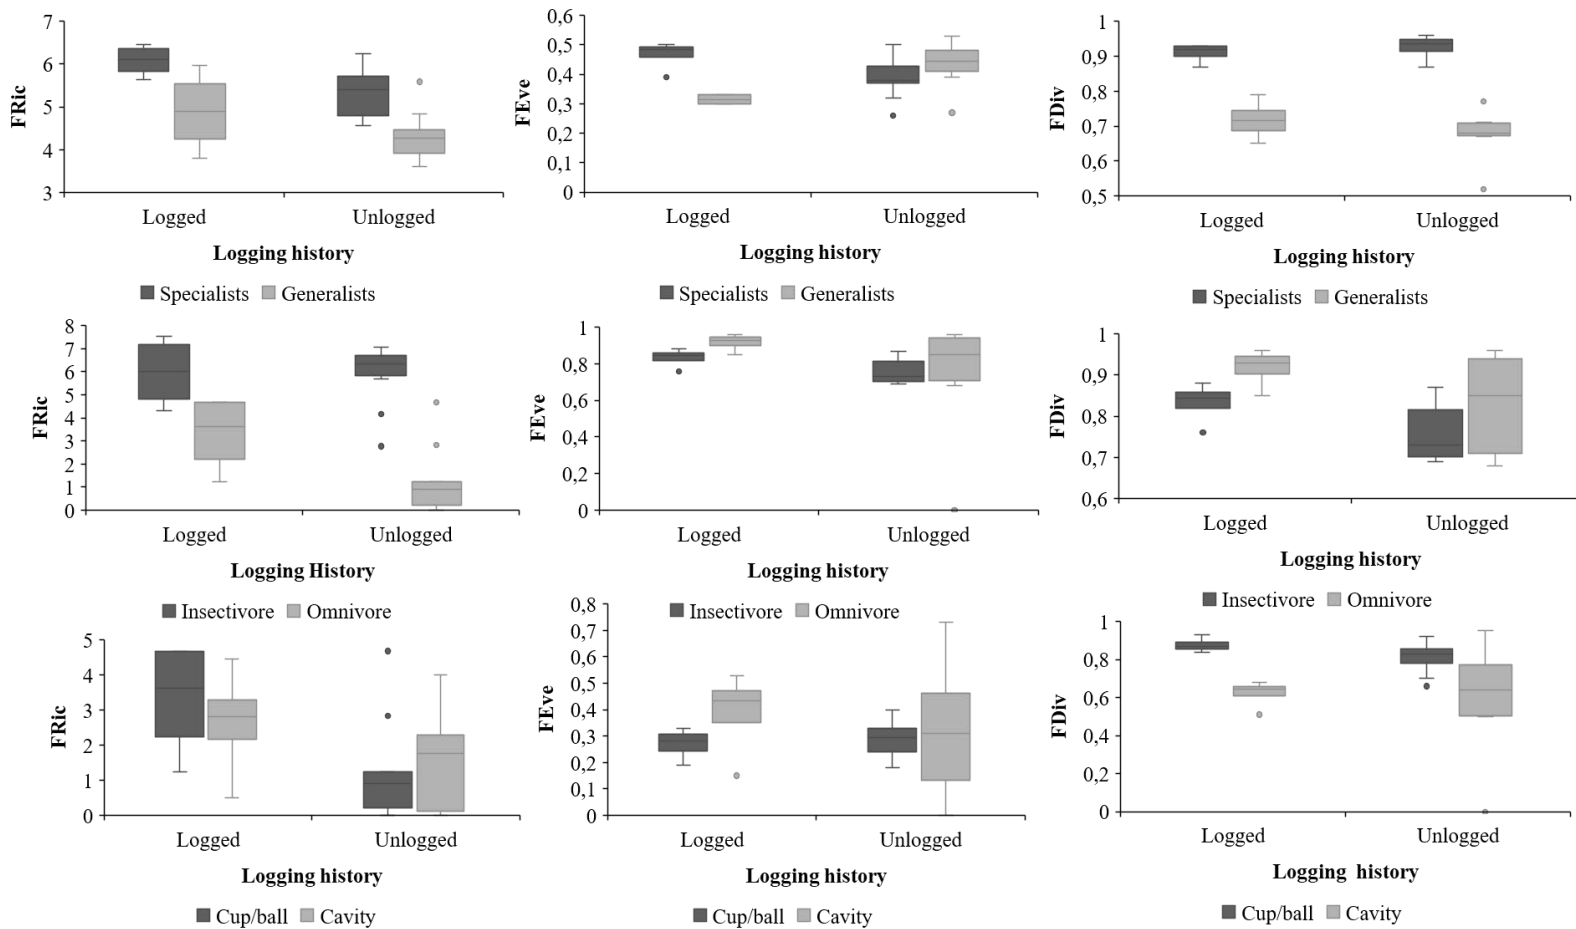 FRic
7
6
5
4
3
Logged Unlogged
Logging history
Specialists Generalists
FEve
0,6
0,5
0,4
0,3
0,2
0,1
0
Logged Unlogged
Logging history
Specialists Generalists
FDiv
1
0,9
0,8
0,7
0,6
0,5
Logged Unlogged
Logging history
Specialists Generalists
FRic
8
7
6
5
4
3
2
1
0
Logged Unlogged
Logging History
Insectivore Omnivore
FEve
1
0,8
0,6
0,4
0,2
0
Logged Unlogged
Logging history
Insectivore Omnivore
FDiv
1
0,9
0,8
0,7
0,6
Logged Unlogged
Logging history
Insectivore Omnivore
FRic
5
4
3
2
1
0
Logged Unlogged
Logging history
Cup/ball Cavity
FEve
0,8
0,7
0,6
0,5
0,4
0,3
0,2
0,1
0
Logged Unlogged
Logging history
Cup/ball Cavity
FDiv
1
0,8
0,6
0,4
0,2
0
Logged Unlogged
Logging history
Cup/ball Cavity